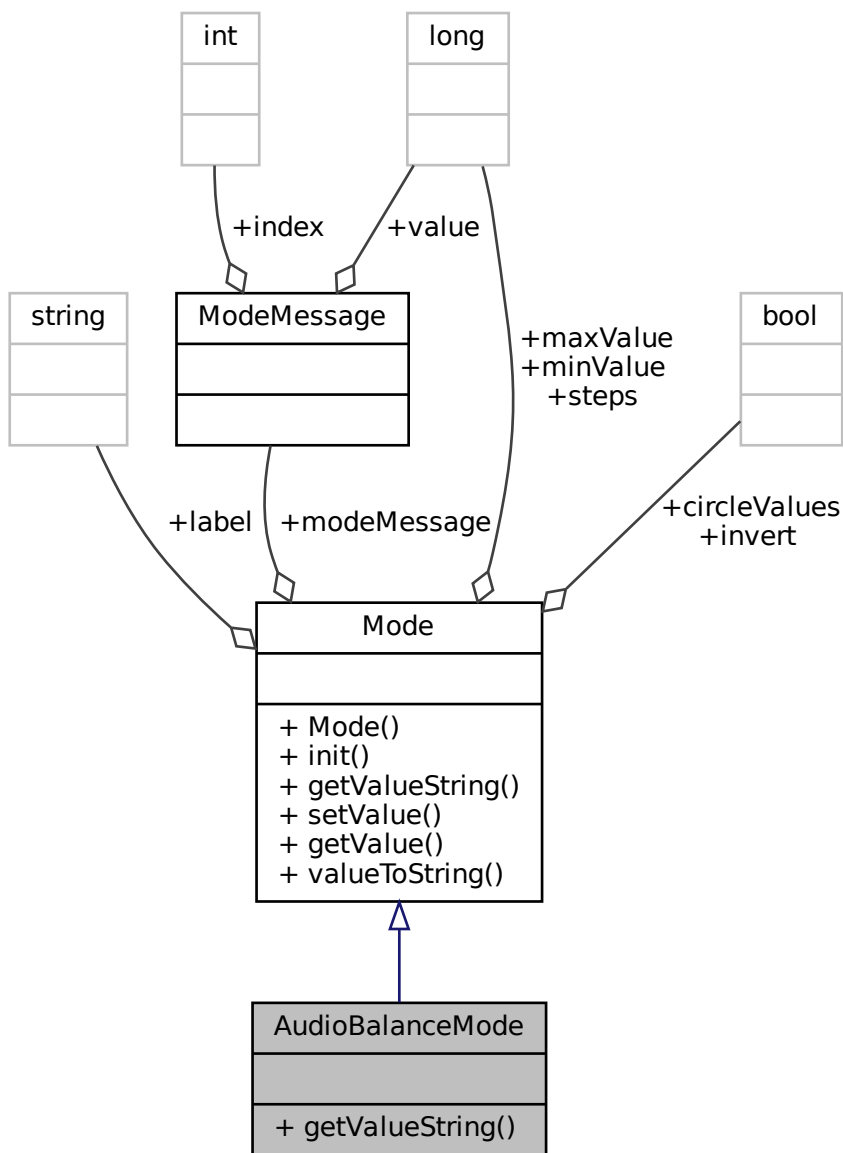 int
long
+index
+value
string
ModeMessage
bool
+maxValue
+minValue
+steps
+circleValues
+invert
+label
+modeMessage
Mode
+ Mode()
+ init()
+ getValueString()
+ setValue()
+ getValue()
+ valueToString()
AudioBalanceMode
+ getValueString()